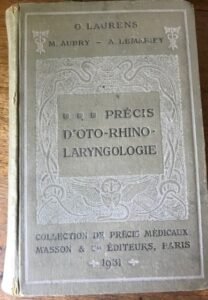 G. LAURENS
M. AUBRY - A. LEMARIEY
PRÉCIS
D'OTO-RHINO-
LARYNGOLOGIE
COLLECTION DE PRÉCIS MÉDICAUX
MASSON & Cie ÉDITEURS, PARIS
1931